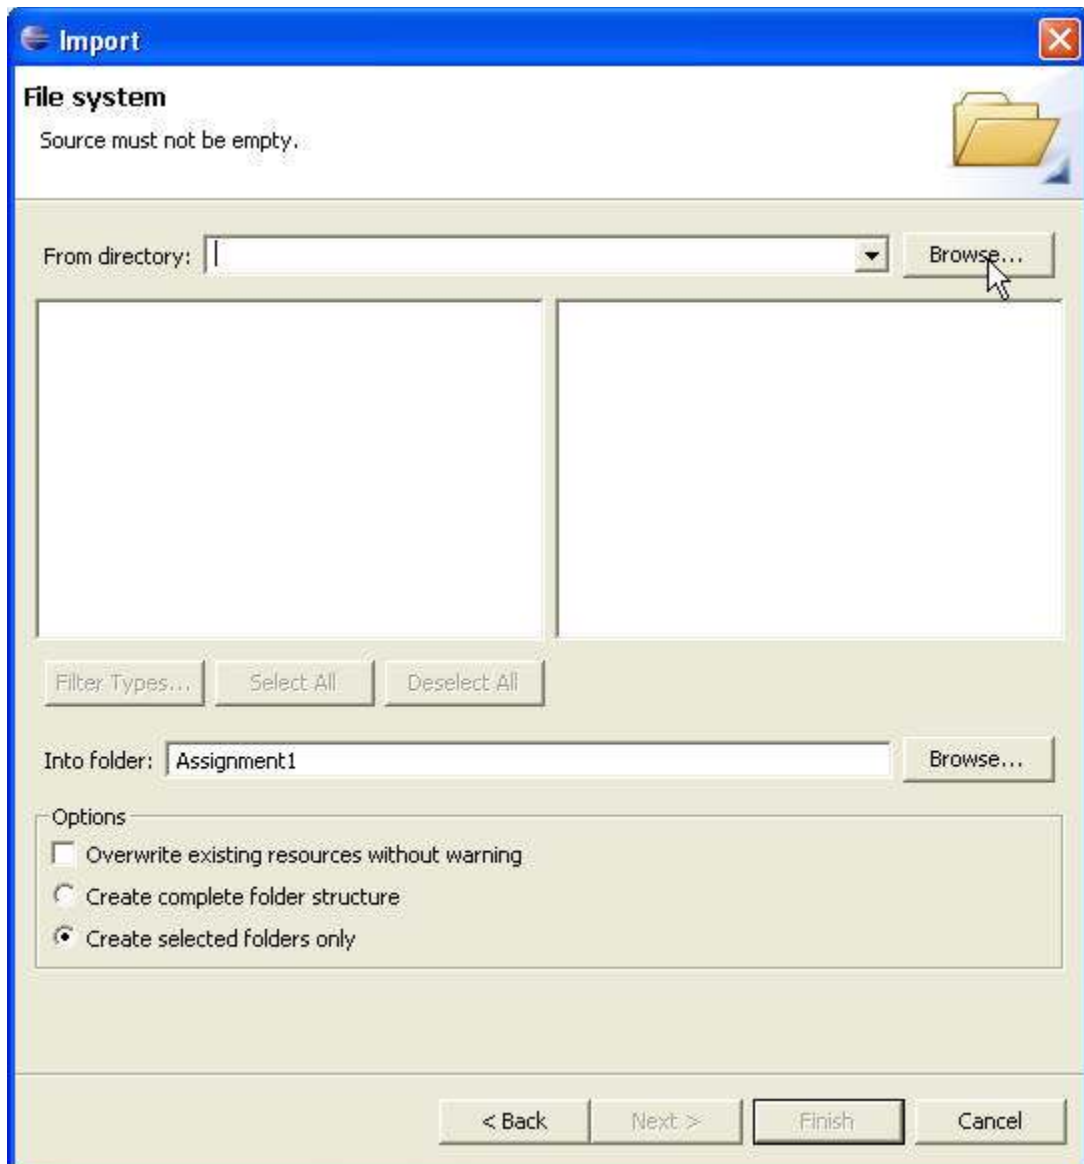 Import
File system
Source must not be empty.
From directory: Browse...
Filter Types... Select All Deselect All
Into folder: Assignment1 Browse...
Options
Overwrite existing resources without warning
Create complete folder structure
Create selected folders only
< Back Next > Finish Cancel